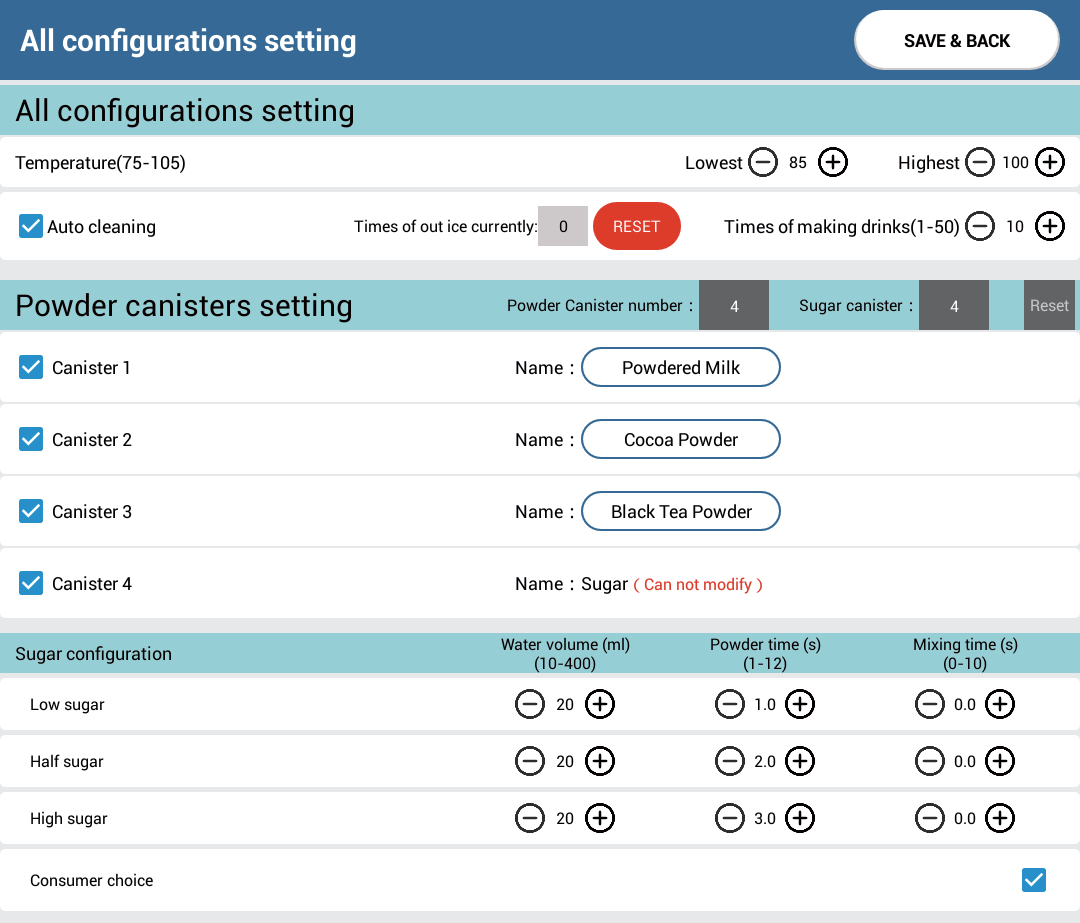 All configurations setting
SAVE & BACK
All configurations setting
Temperature(75-105) Lowest 85 Highest 100
Auto cleaning Times of out ice currently: 0 RESET Times of making drinks(1-50) 10
Powder canisters setting Powder Canister number : 4 Sugar canister : 4 Reset
Canister 1 Name : Powdered Milk
Canister 2 Name : Cocoa Powder
Canister 3 Name : Black Tea Powder
Canister 4 Name : Sugar ( Can not modify )
Sugar configuration
Water volume (ml)
(10-400)
Powder time (s)
(1-12)
Mixing time (s)
(0-10)
Low sugar 20 1.0 0.0
Half sugar 20 2.0 0.0
High sugar 20 3.0 0.0
Consumer choice